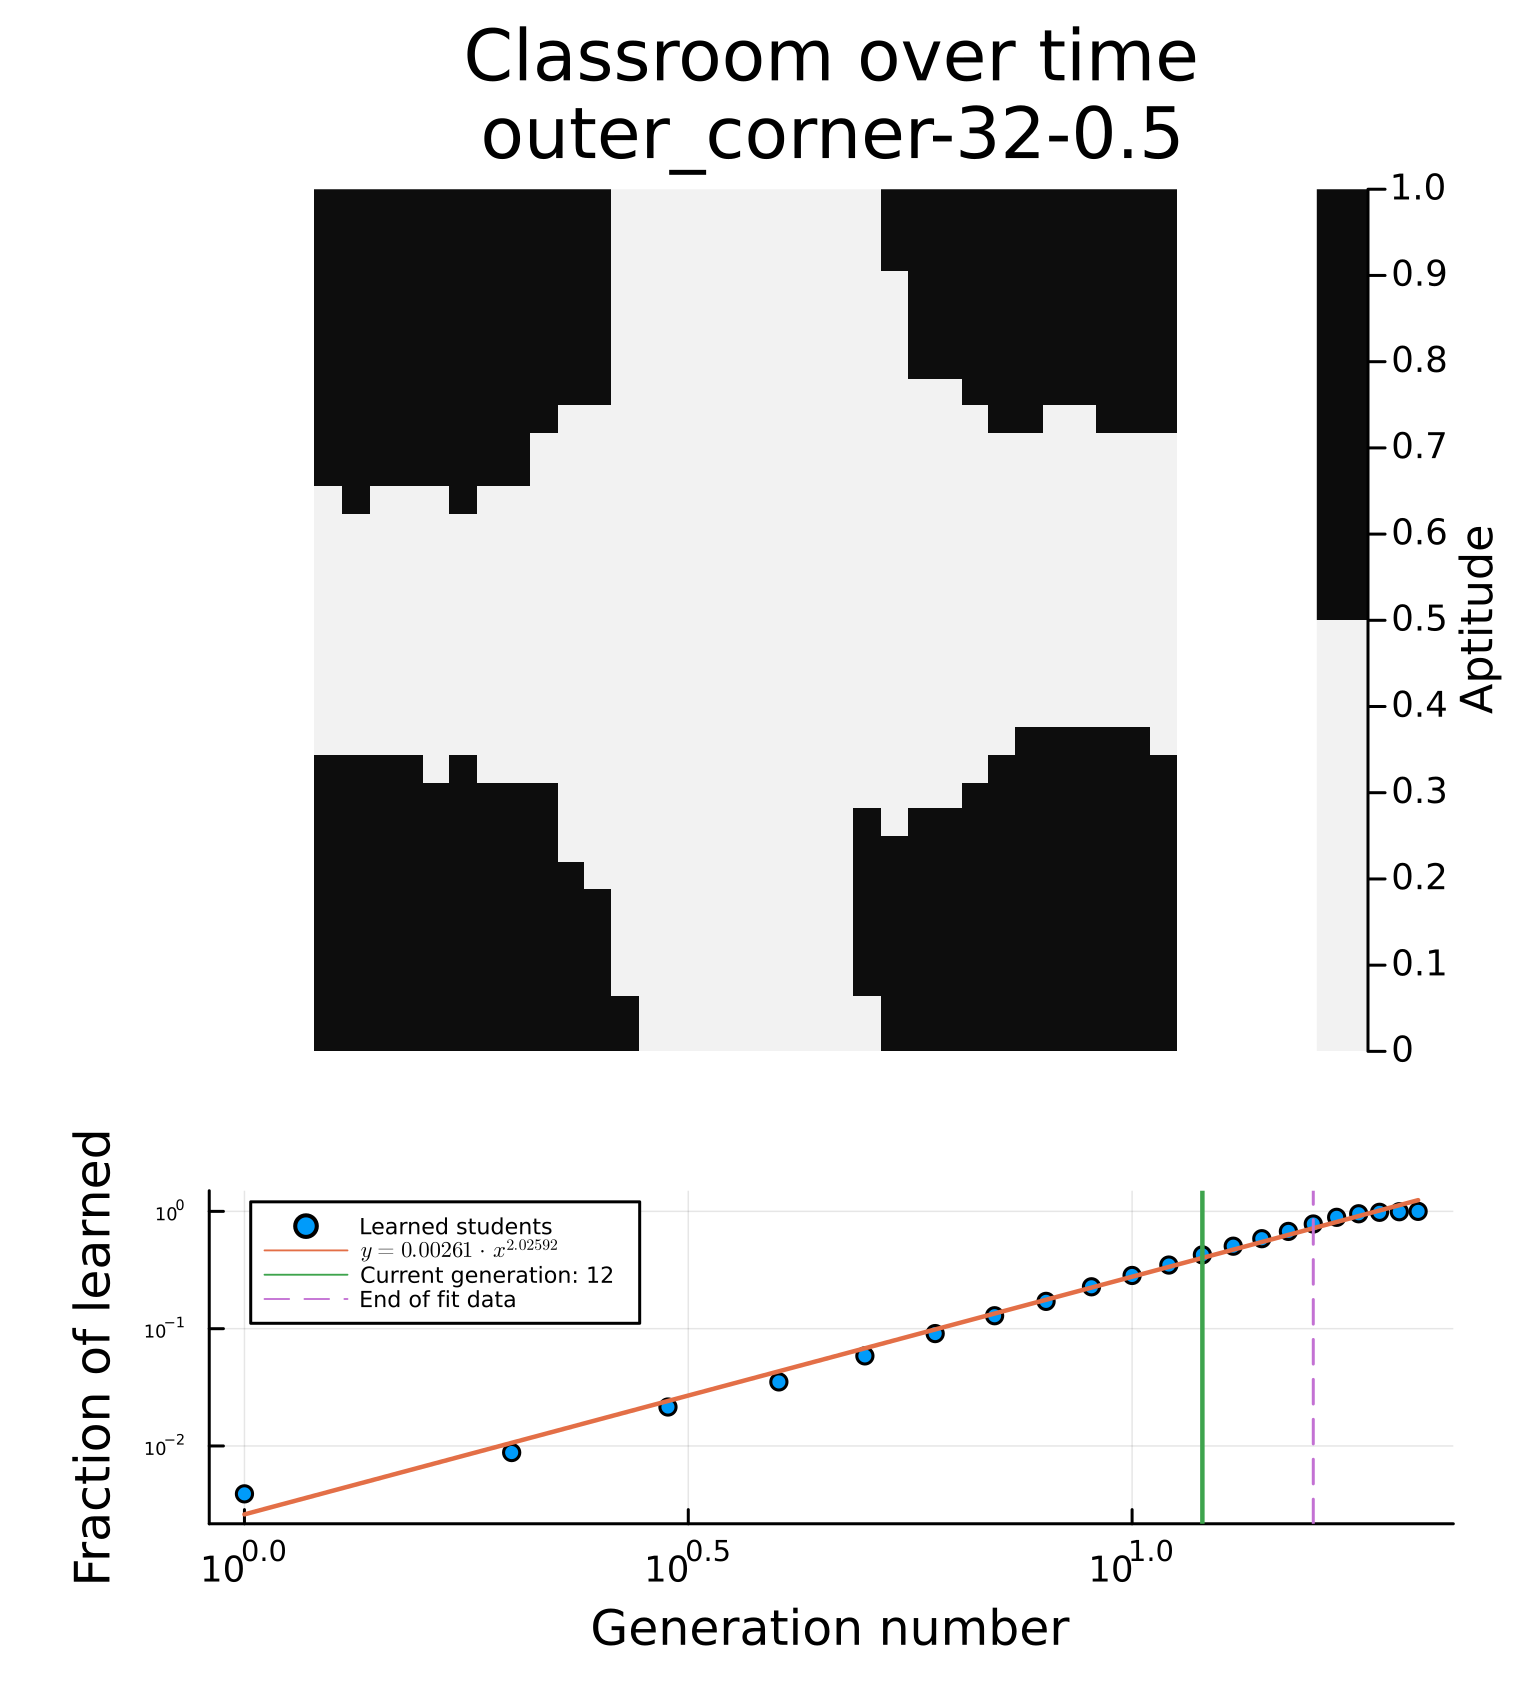 Classroom over time
outer_corner-32-0.5
1.0
0.9
0.8
0.7
0.6
0.5
0.4
0.3
0.2
0.1
0
Aptitude
Fraction of learned
10^0
10^−1
10^−2
Learned students
y = 0.00261 · x^2.02592
Current generation: 12
End of fit data
10^0.0
10^0.5
10^1.0
Generation number